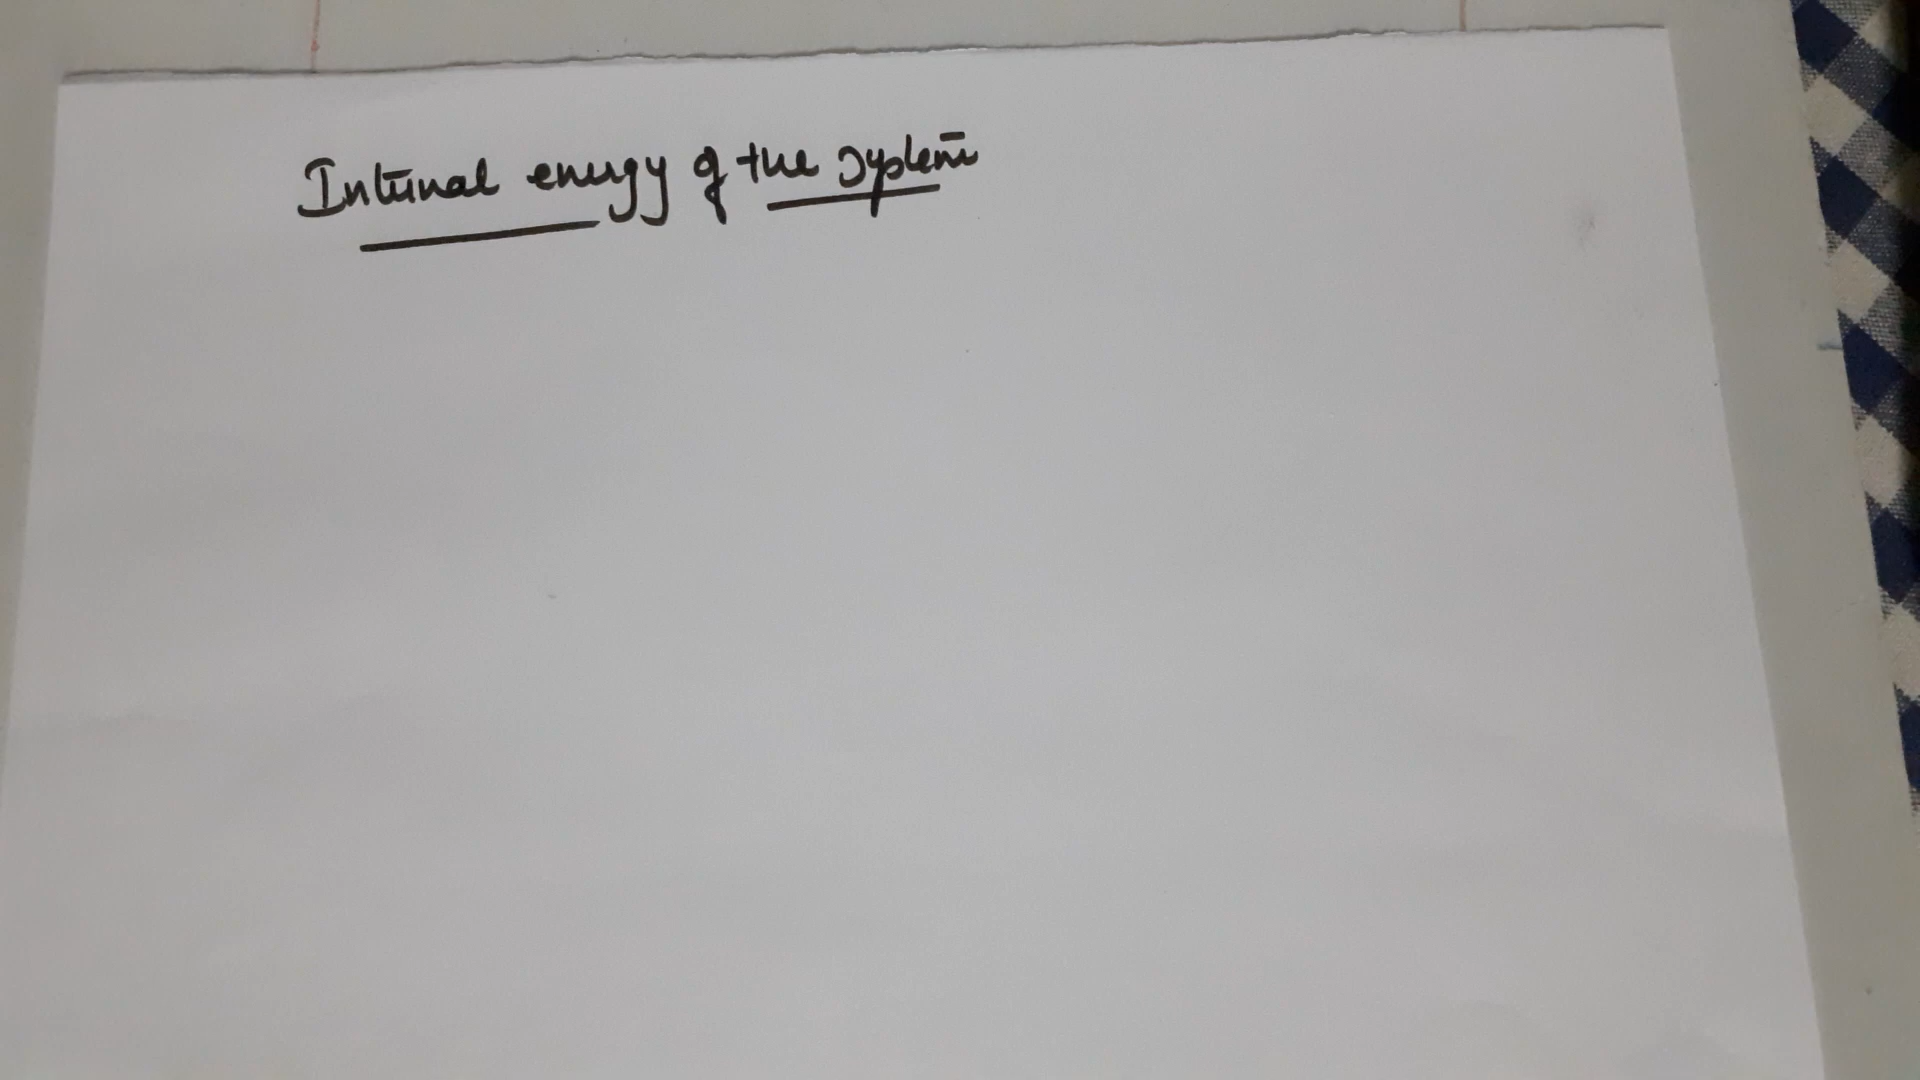 Internal energy of the system